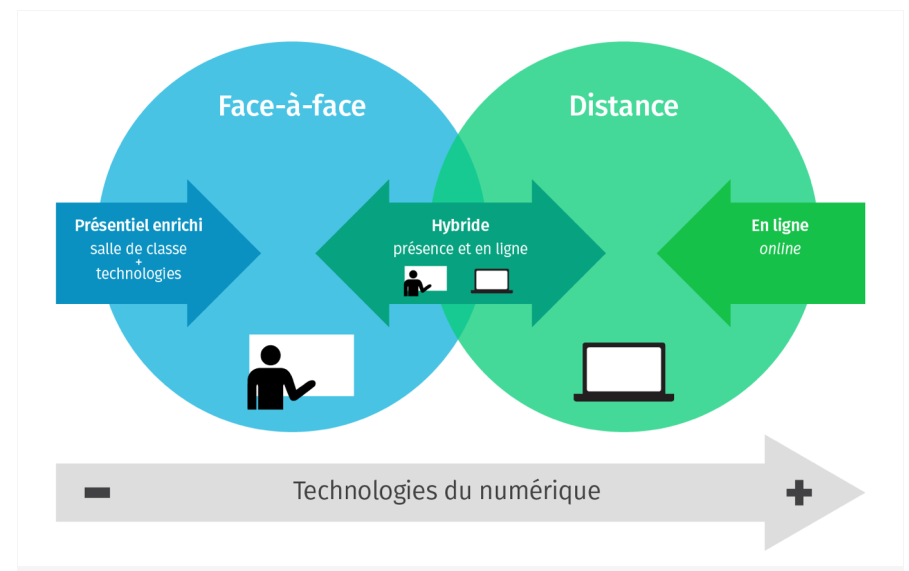 Face-à-face
Distance
Présentiel enrichi
salle de classe
+
technologies
Hybride
présence et en ligne
En ligne
online
- Technologies du numérique +